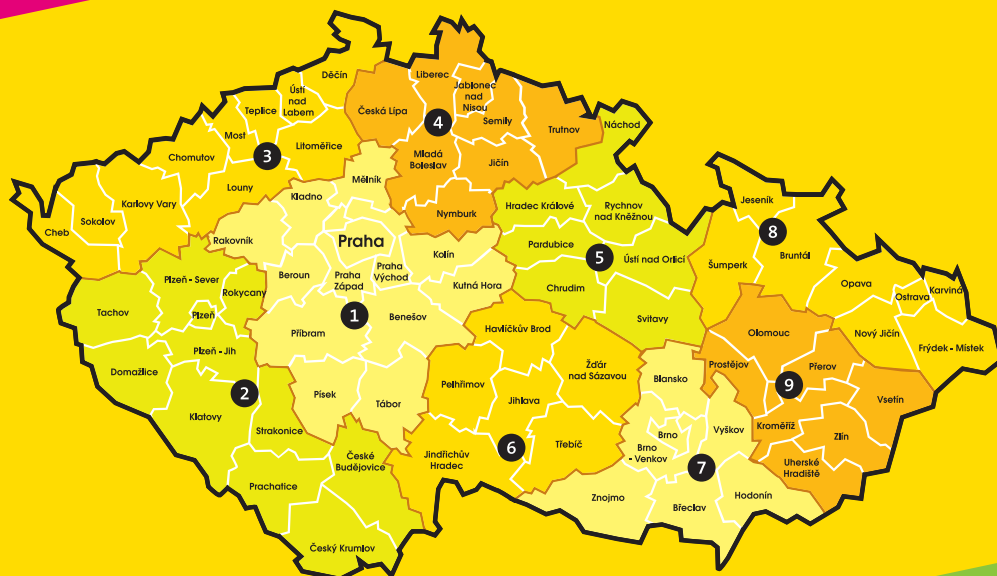 Děčín
Ústí
nad
Labem
Teplice
Most
Litoměřice
Chomutov
3
Louny
Karlovy Vary
Sokolov
Cheb
Liberec
Jablonec
nad
Nisou
Česká Lípa
4
Semily
Trutnov
Mladá
Boleslav
Jičín
Nymburk
Náchod
Hradec Králové
Rychnov
nad Kněžnou
Pardubice
5
Ústí nad Orlicí
Chrudim
Svitavy
Mělník
Kladno
Rakovník
Praha
Kolín
Beroun
Praha
Západ
Praha
Východ
Kutná Hora
1
Benešov
Příbram
Písek
Tábor
Plzeň - Sever
Rokycany
Tachov
Plzeň
Plzeň - Jih
Domažlice
2
Klatovy
Strakonice
České
Budějovice
Prachatice
Český Krumlov
Havlíčkův Brod
Žďár
nad Sázavou
Pelhřimov
Jihlava
Třebíč
6
Jindřichův
Hradec
Blansko
Vyškov
Brno
Brno
- Venkov
7
Znojmo
Hodonín
Břeclav
Jeseník
8
Bruntál
Šumperk
Opava
Ostrava
Karviná
Nový Jičín
Frýdek - Místek
Olomouc
Prostějov
Přerov
9
Vsetín
Kroměříž
Zlín
Uherské
Hradiště